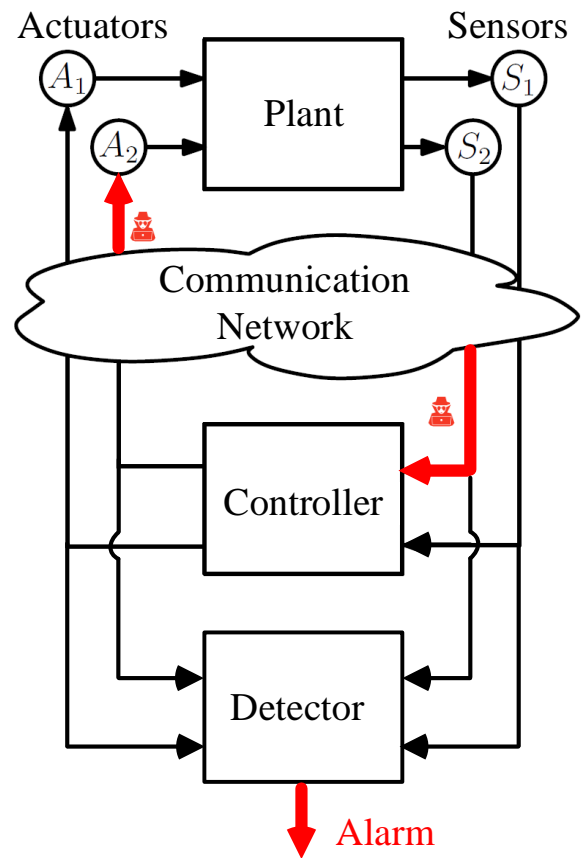 Actuators
Sensors
A1
Plant
S1
A2
S2
Communication
Network
Controller
Detector
Alarm